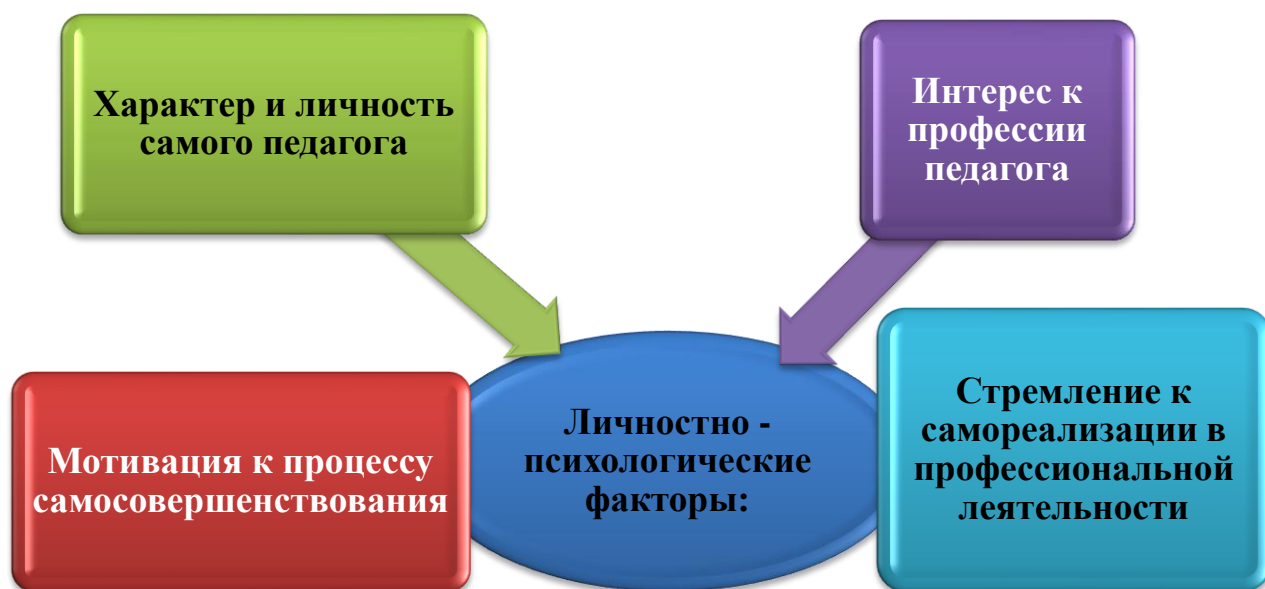 Характер и личность
самого педагога
Интерес к
профессии
педагога
Мотивация к процессу
самосовершенствования
Личностно -
психологические
факторы:
Стремление к
самореализации в
профессиональной
леятельности